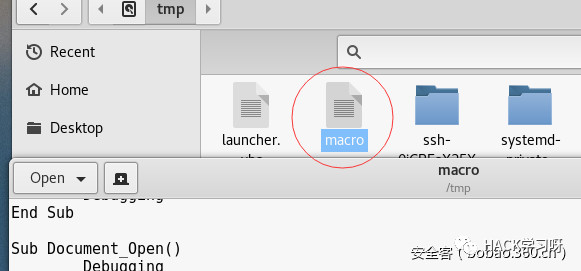 tmp
Recent
Home
Desktop
launcher.
macro
ssh-
systemd-
Open
macro
/tmp
Debugging
End Sub
Sub Document_Open()
Debugging
安全客 (bobao.360.cn)
HACK学习呀